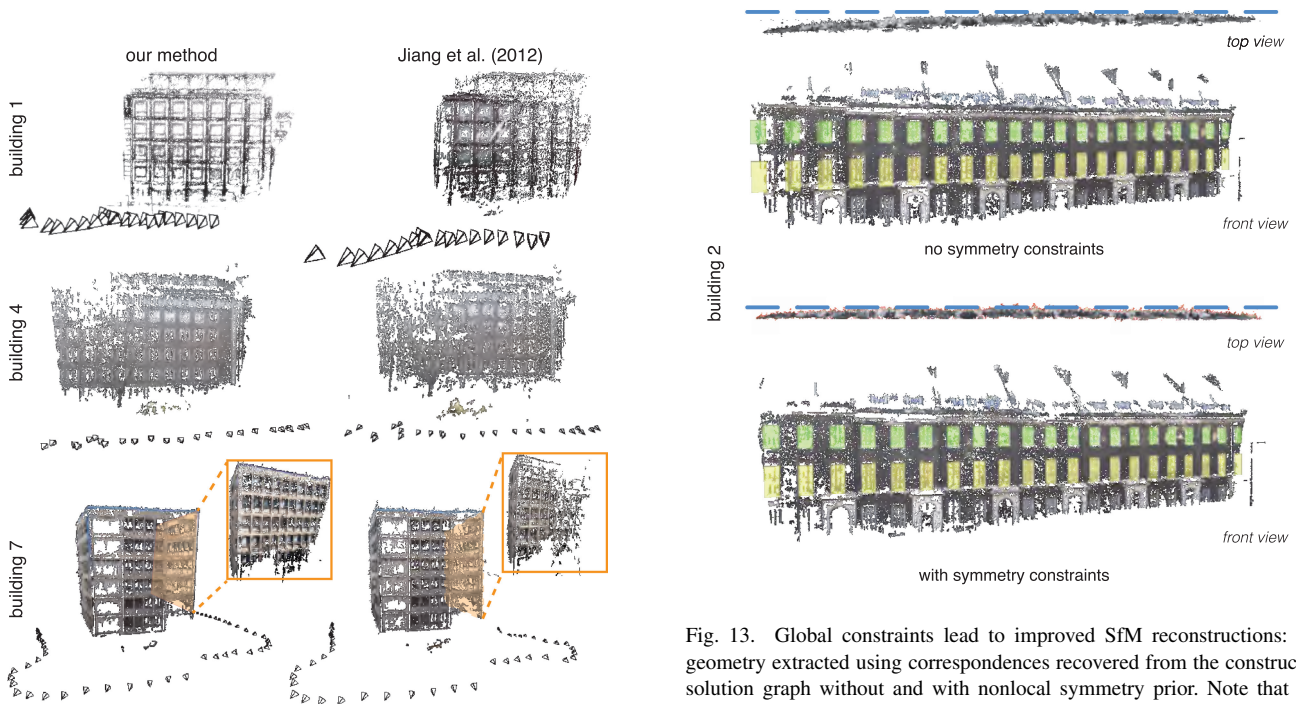 our method
Jiang et al. (2012)
building 1
building 4
building 7
top view
front view
no symmetry constraints
building 2
top view
front view
with symmetry constraints
Fig. 13. Global constraints lead to improved SfM reconstructions:
geometry extracted using correspondences recovered from the construc
solution graph without and with nonlocal symmetry prior. Note that